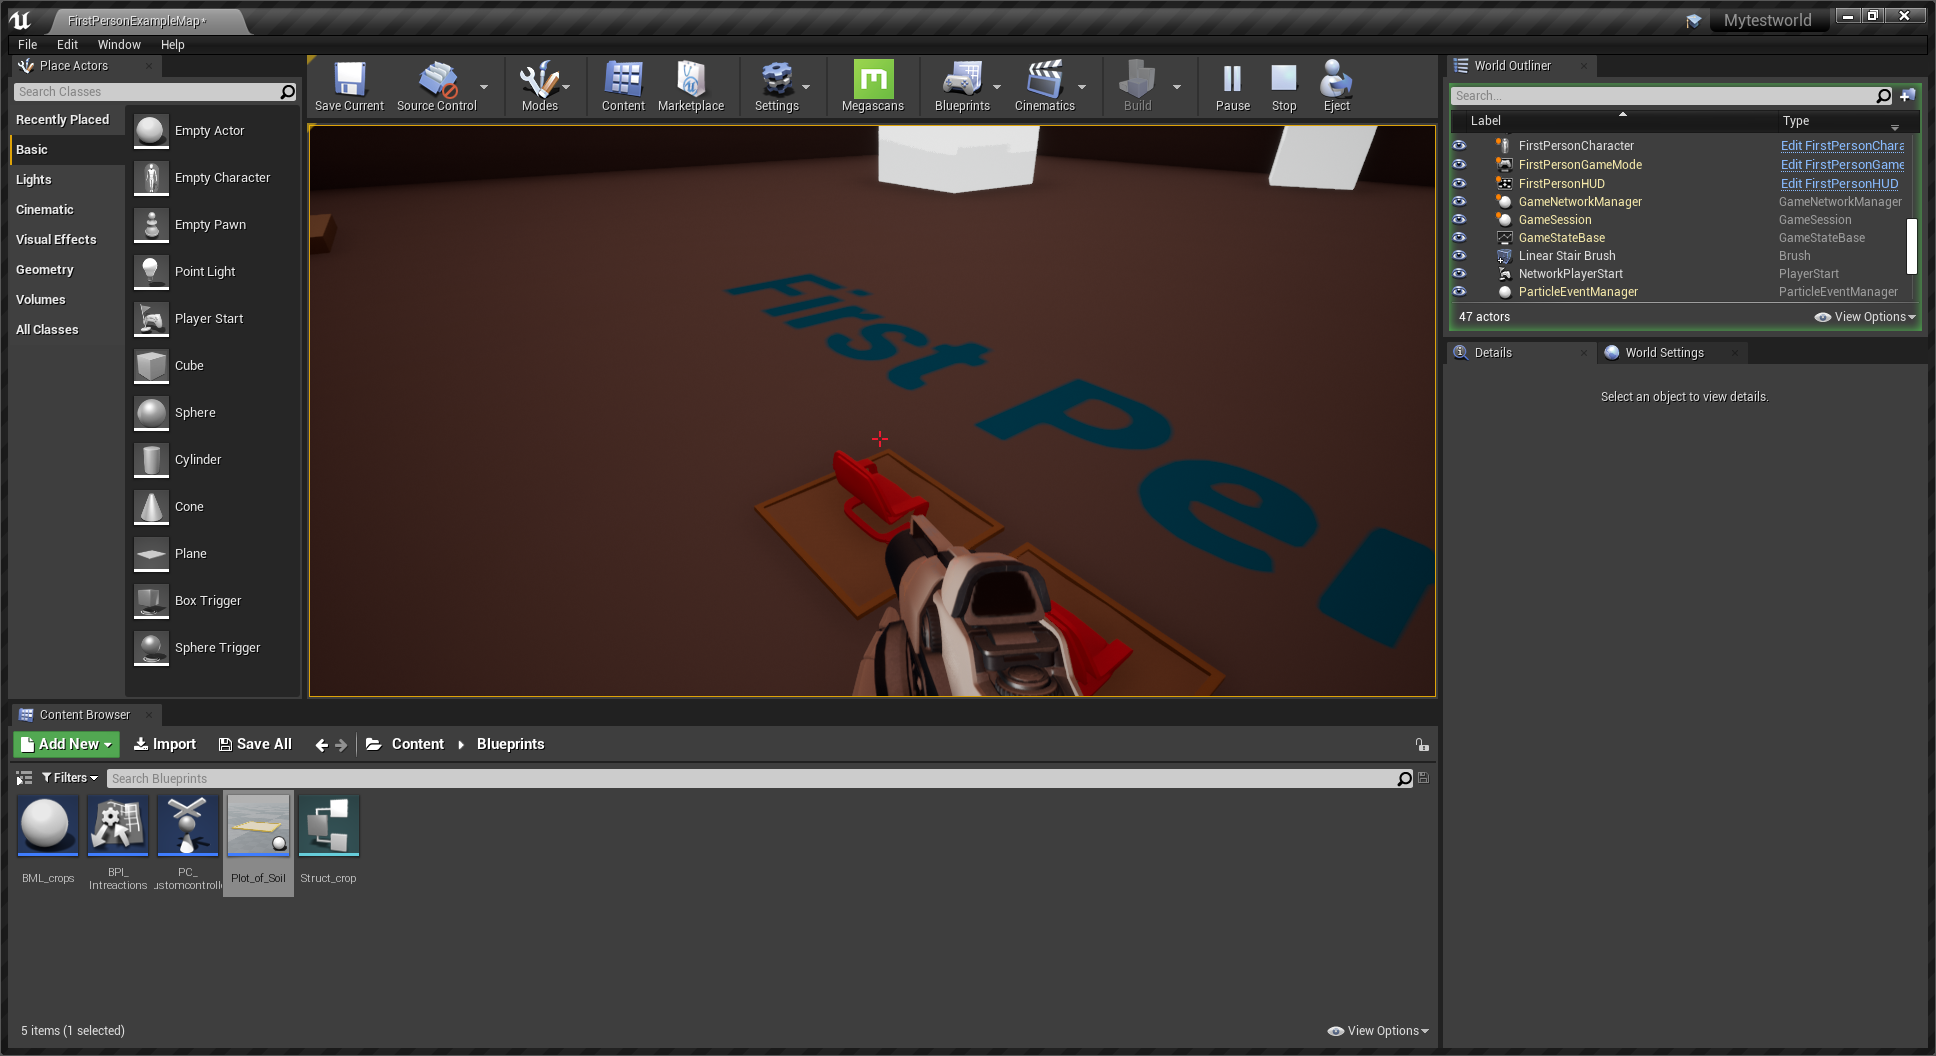 FirstPersonExampleMap*
Mytestworld
File Edit Window Help
Place Actors
Search Classes
Recently Placed
Basic
Lights
Cinematic
Visual Effects
Geometry
Volumes
All Classes
Empty Actor
Empty Character
Empty Pawn
Point Light
Player Start
Cube
Sphere
Cylinder
Cone
Plane
Box Trigger
Sphere Trigger
Save Current Source Control Modes Content Marketplace Settings Megascans Blueprints Cinematics Build Pause Stop Eject
First Per
World Outliner
Search...
Label Type
FirstPersonCharacter Edit FirstPersonChara
FirstPersonGameMode Edit FirstPersonGame
FirstPersonHUD Edit FirstPersonHUD
GameNetworkManager GameNetworkManager
GameSession GameSession
GameStateBase GameStateBase
Linear Stair Brush Brush
NetworkPlayerStart PlayerStart
ParticleEventManager ParticleEventManager
47 actors View Options
Details World Settings
Select an object to view details.
Content Browser
Add New Import Save All Content Blueprints
Filters Search Blueprints
BML_crops
BPI_
Intreactions
PC_
ustomcontrolle
Plot_of_Soil
Struct_crop
5 items (1 selected) View Options